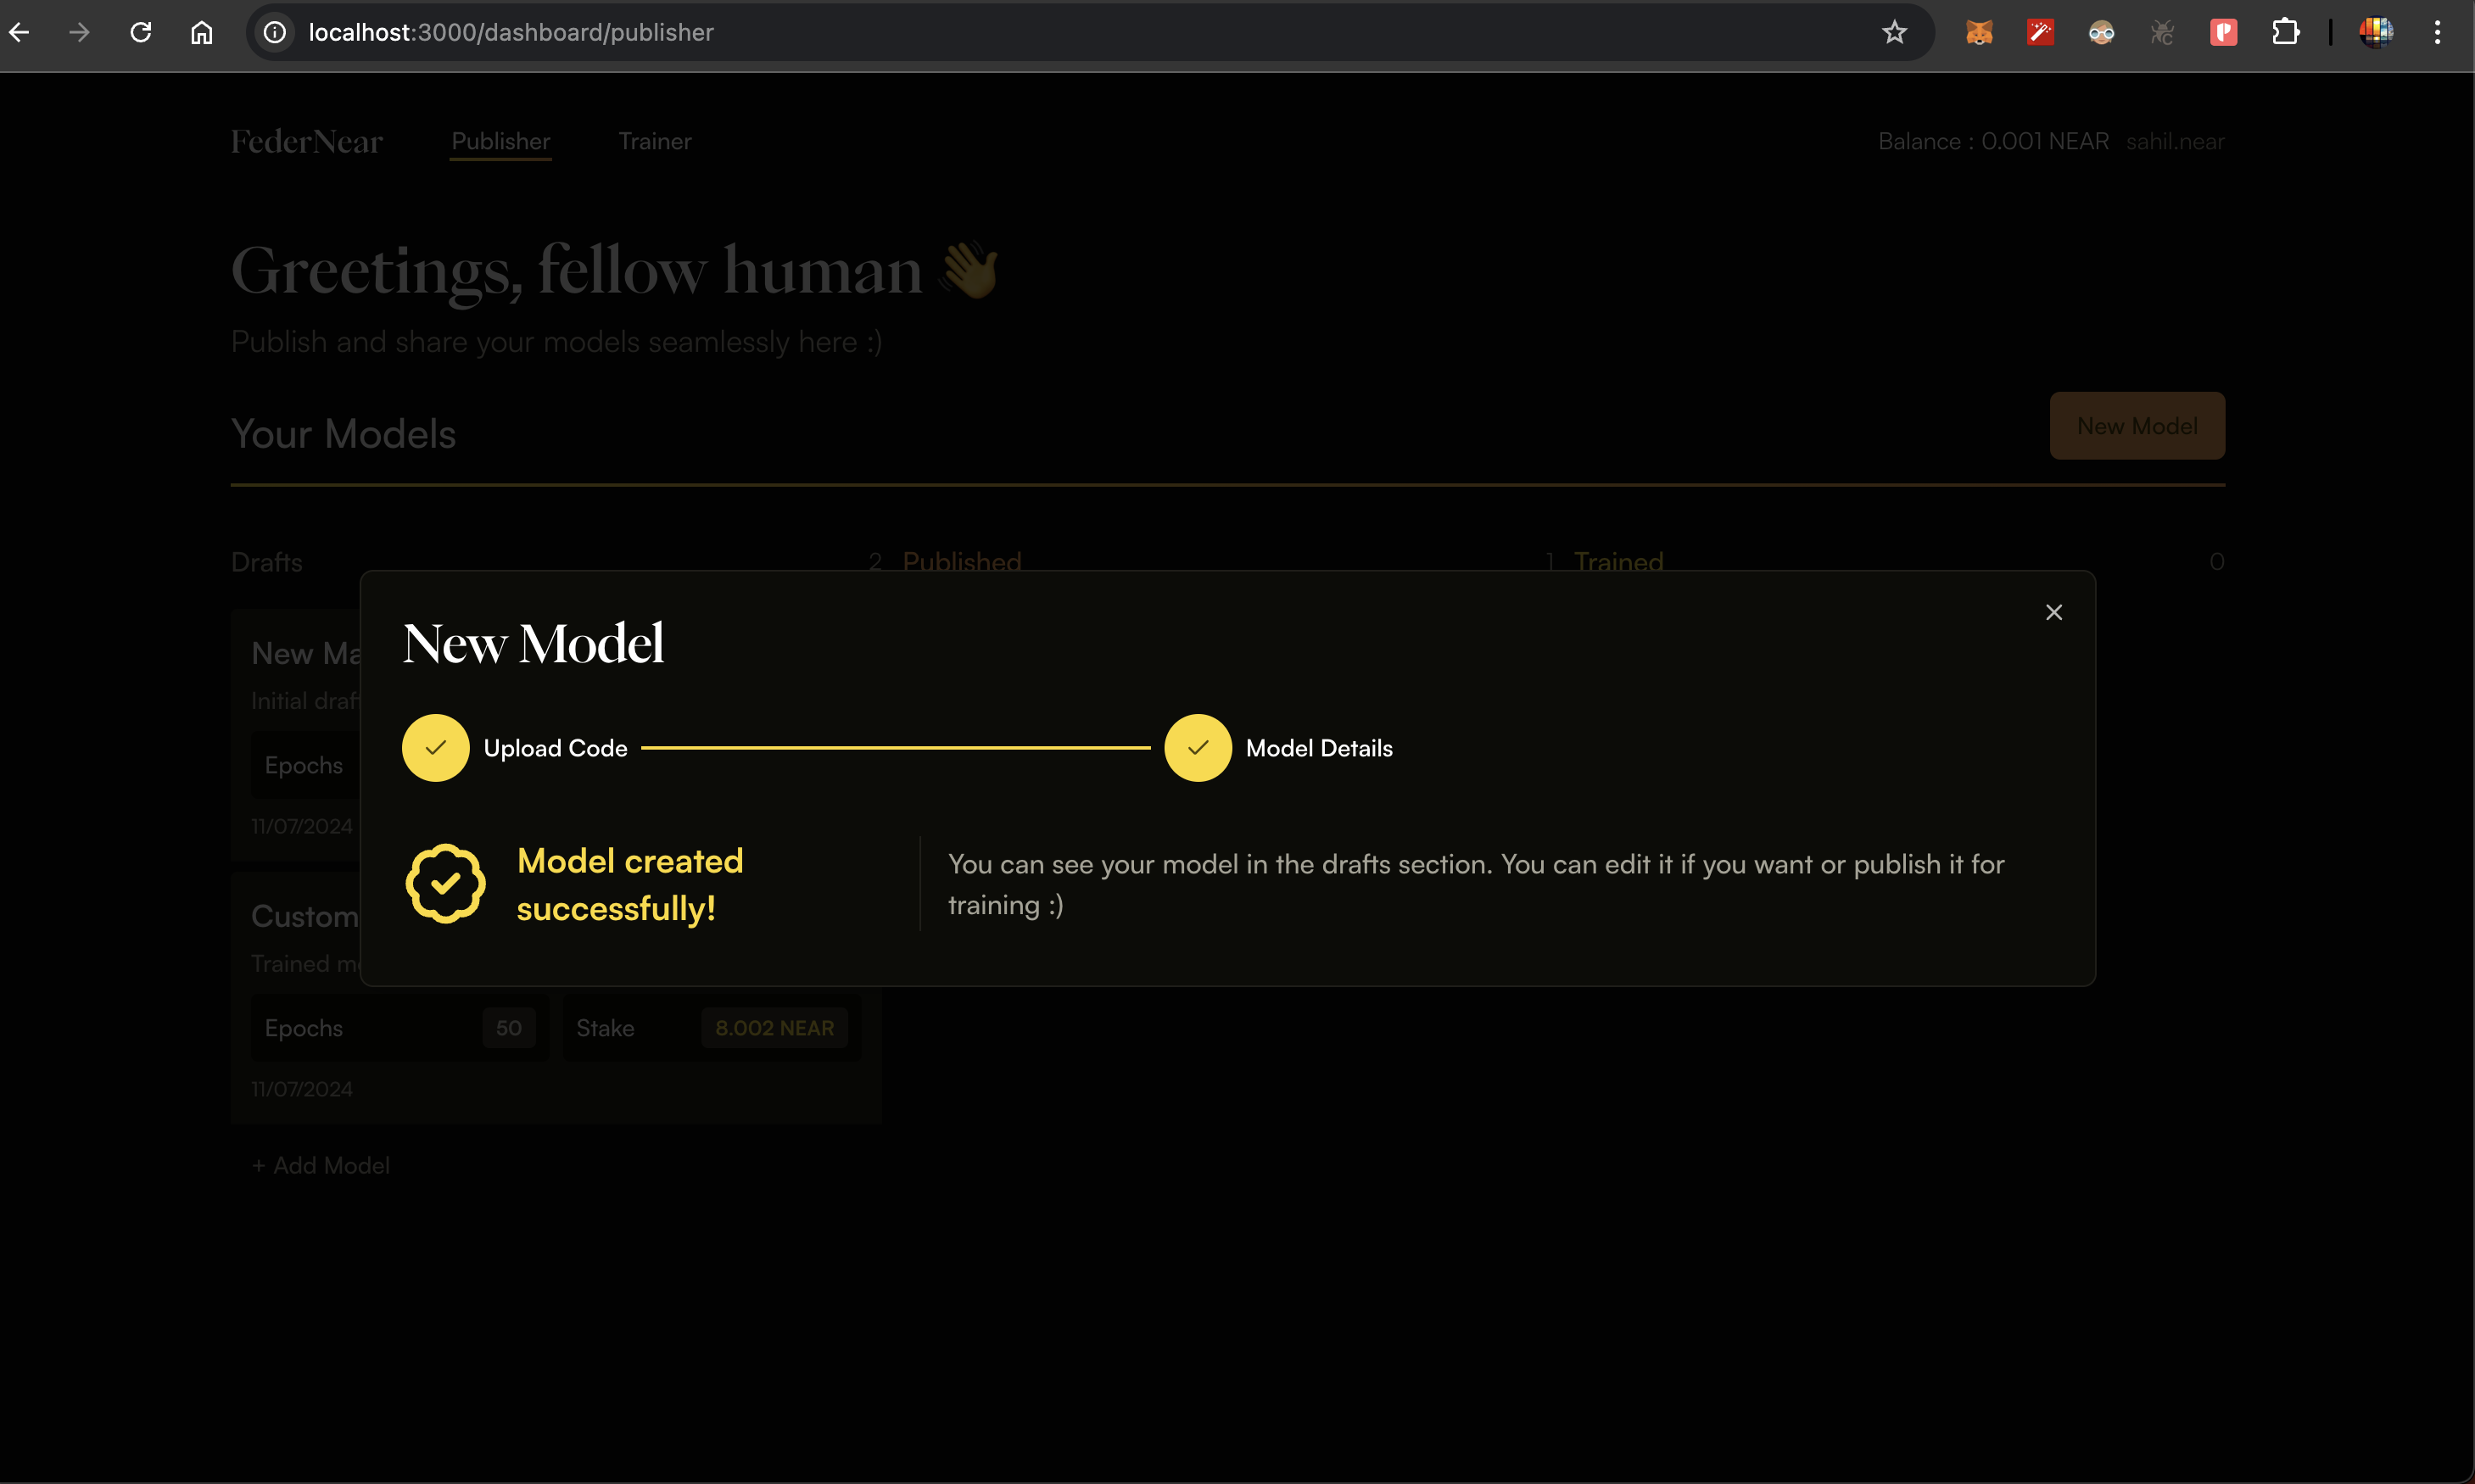 localhost:3000/dashboard/publisher
FederNear Publisher Trainer Balance : 0.001 NEAR sahil.near
Greetings, fellow human 👋
Publish and share your models seamlessly here :)
Your Models New Model
Drafts 2 Published 1 Trained 0
New Model
Upload Code Model Details
Model created
successfully!
You can see your model in the drafts section. You can edit it if you want or publish it for
training :)
New Ma
Initial draf
Epochs
11/07/2024
Custom
Trained m
Epochs 50 Stake 8.002 NEAR
11/07/2024
+ Add Model